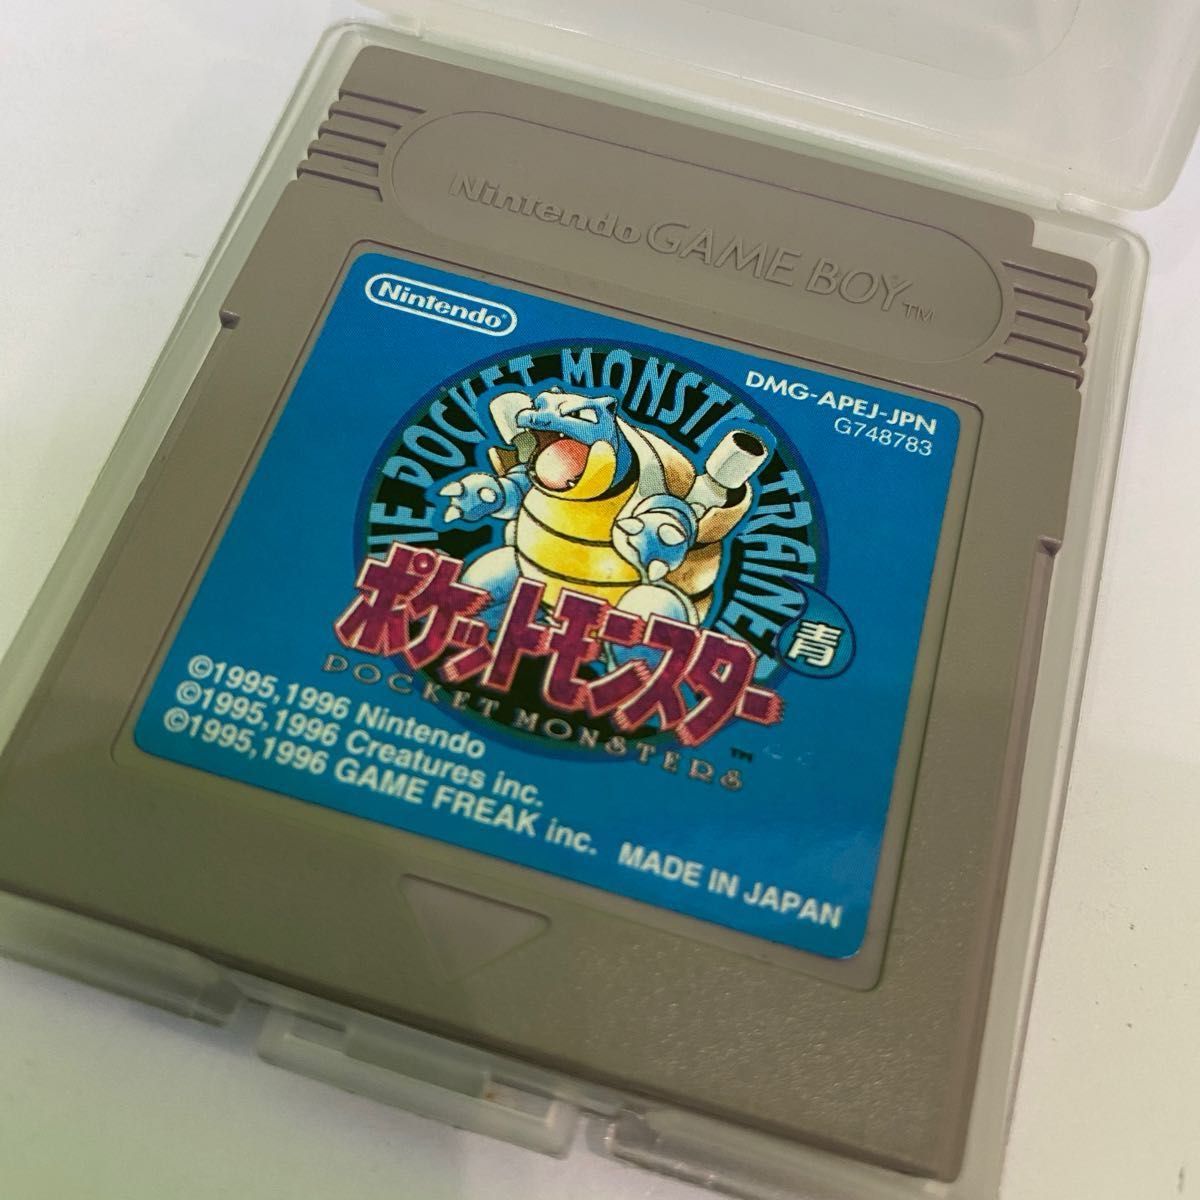 Nintendo GAME BOY™
Nintendo
DMG-APEJ-JPN
G748783
THE POCKET MONSTER TRAINER
ポケットモンスター
青
POCKET MONSTERS™
©1995,1996 Nintendo
©1995,1996 Creatures inc.
©1995,1996 GAME FREAK inc.
MADE IN JAPAN